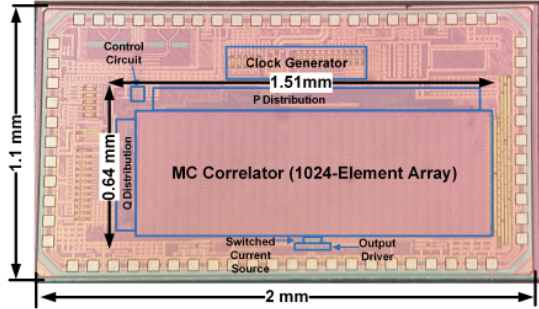 Control
Circuit
Clock Generator
1.51mm
P Distribution
1.1 mm
0.64 mm
Q Distribution
MC Correlator (1024-Element Array)
Switched
Current
Source
Output
Driver
2 mm